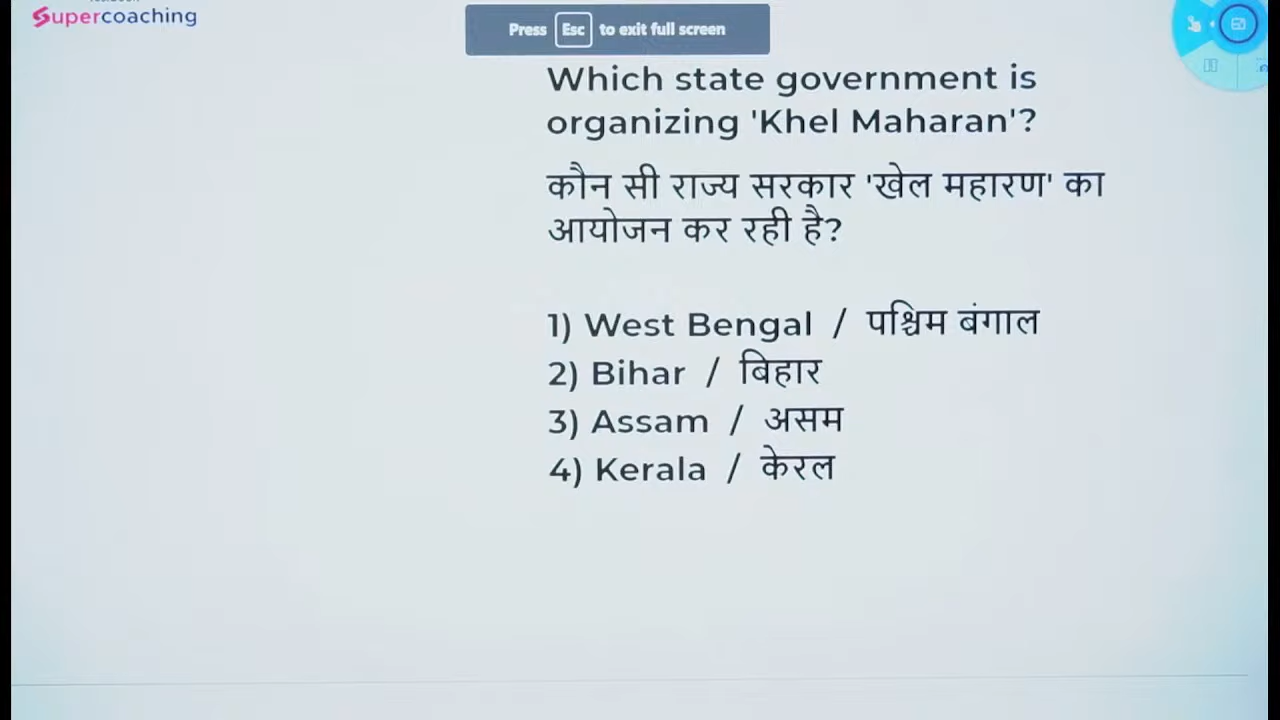 Supercoaching
Press Esc to exit full screen
Which state government is
organizing 'Khel Maharan'?
कौन सी राज्य सरकार 'खेल महारण' का
आयोजन कर रही है?
1) West Bengal / पश्चिम बंगाल
2) Bihar / बिहार
3) Assam / असम
4) Kerala / केरल